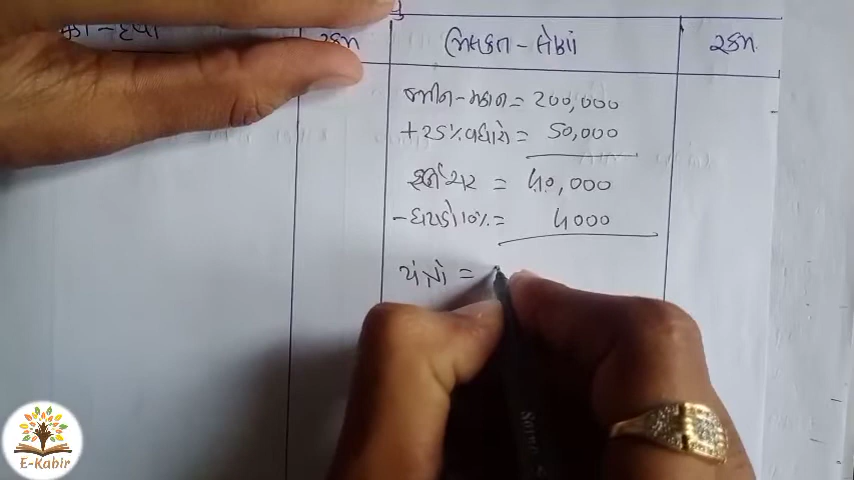 રકમ
મિલકત - લેણાં
રકમ
જમીન - મકાન = 200,000
+ 25% વધારો = 50,000
ફર્નિચર = 40,000
- ઘસારો 10% = 4000
યંત્રો =
E-Kabir